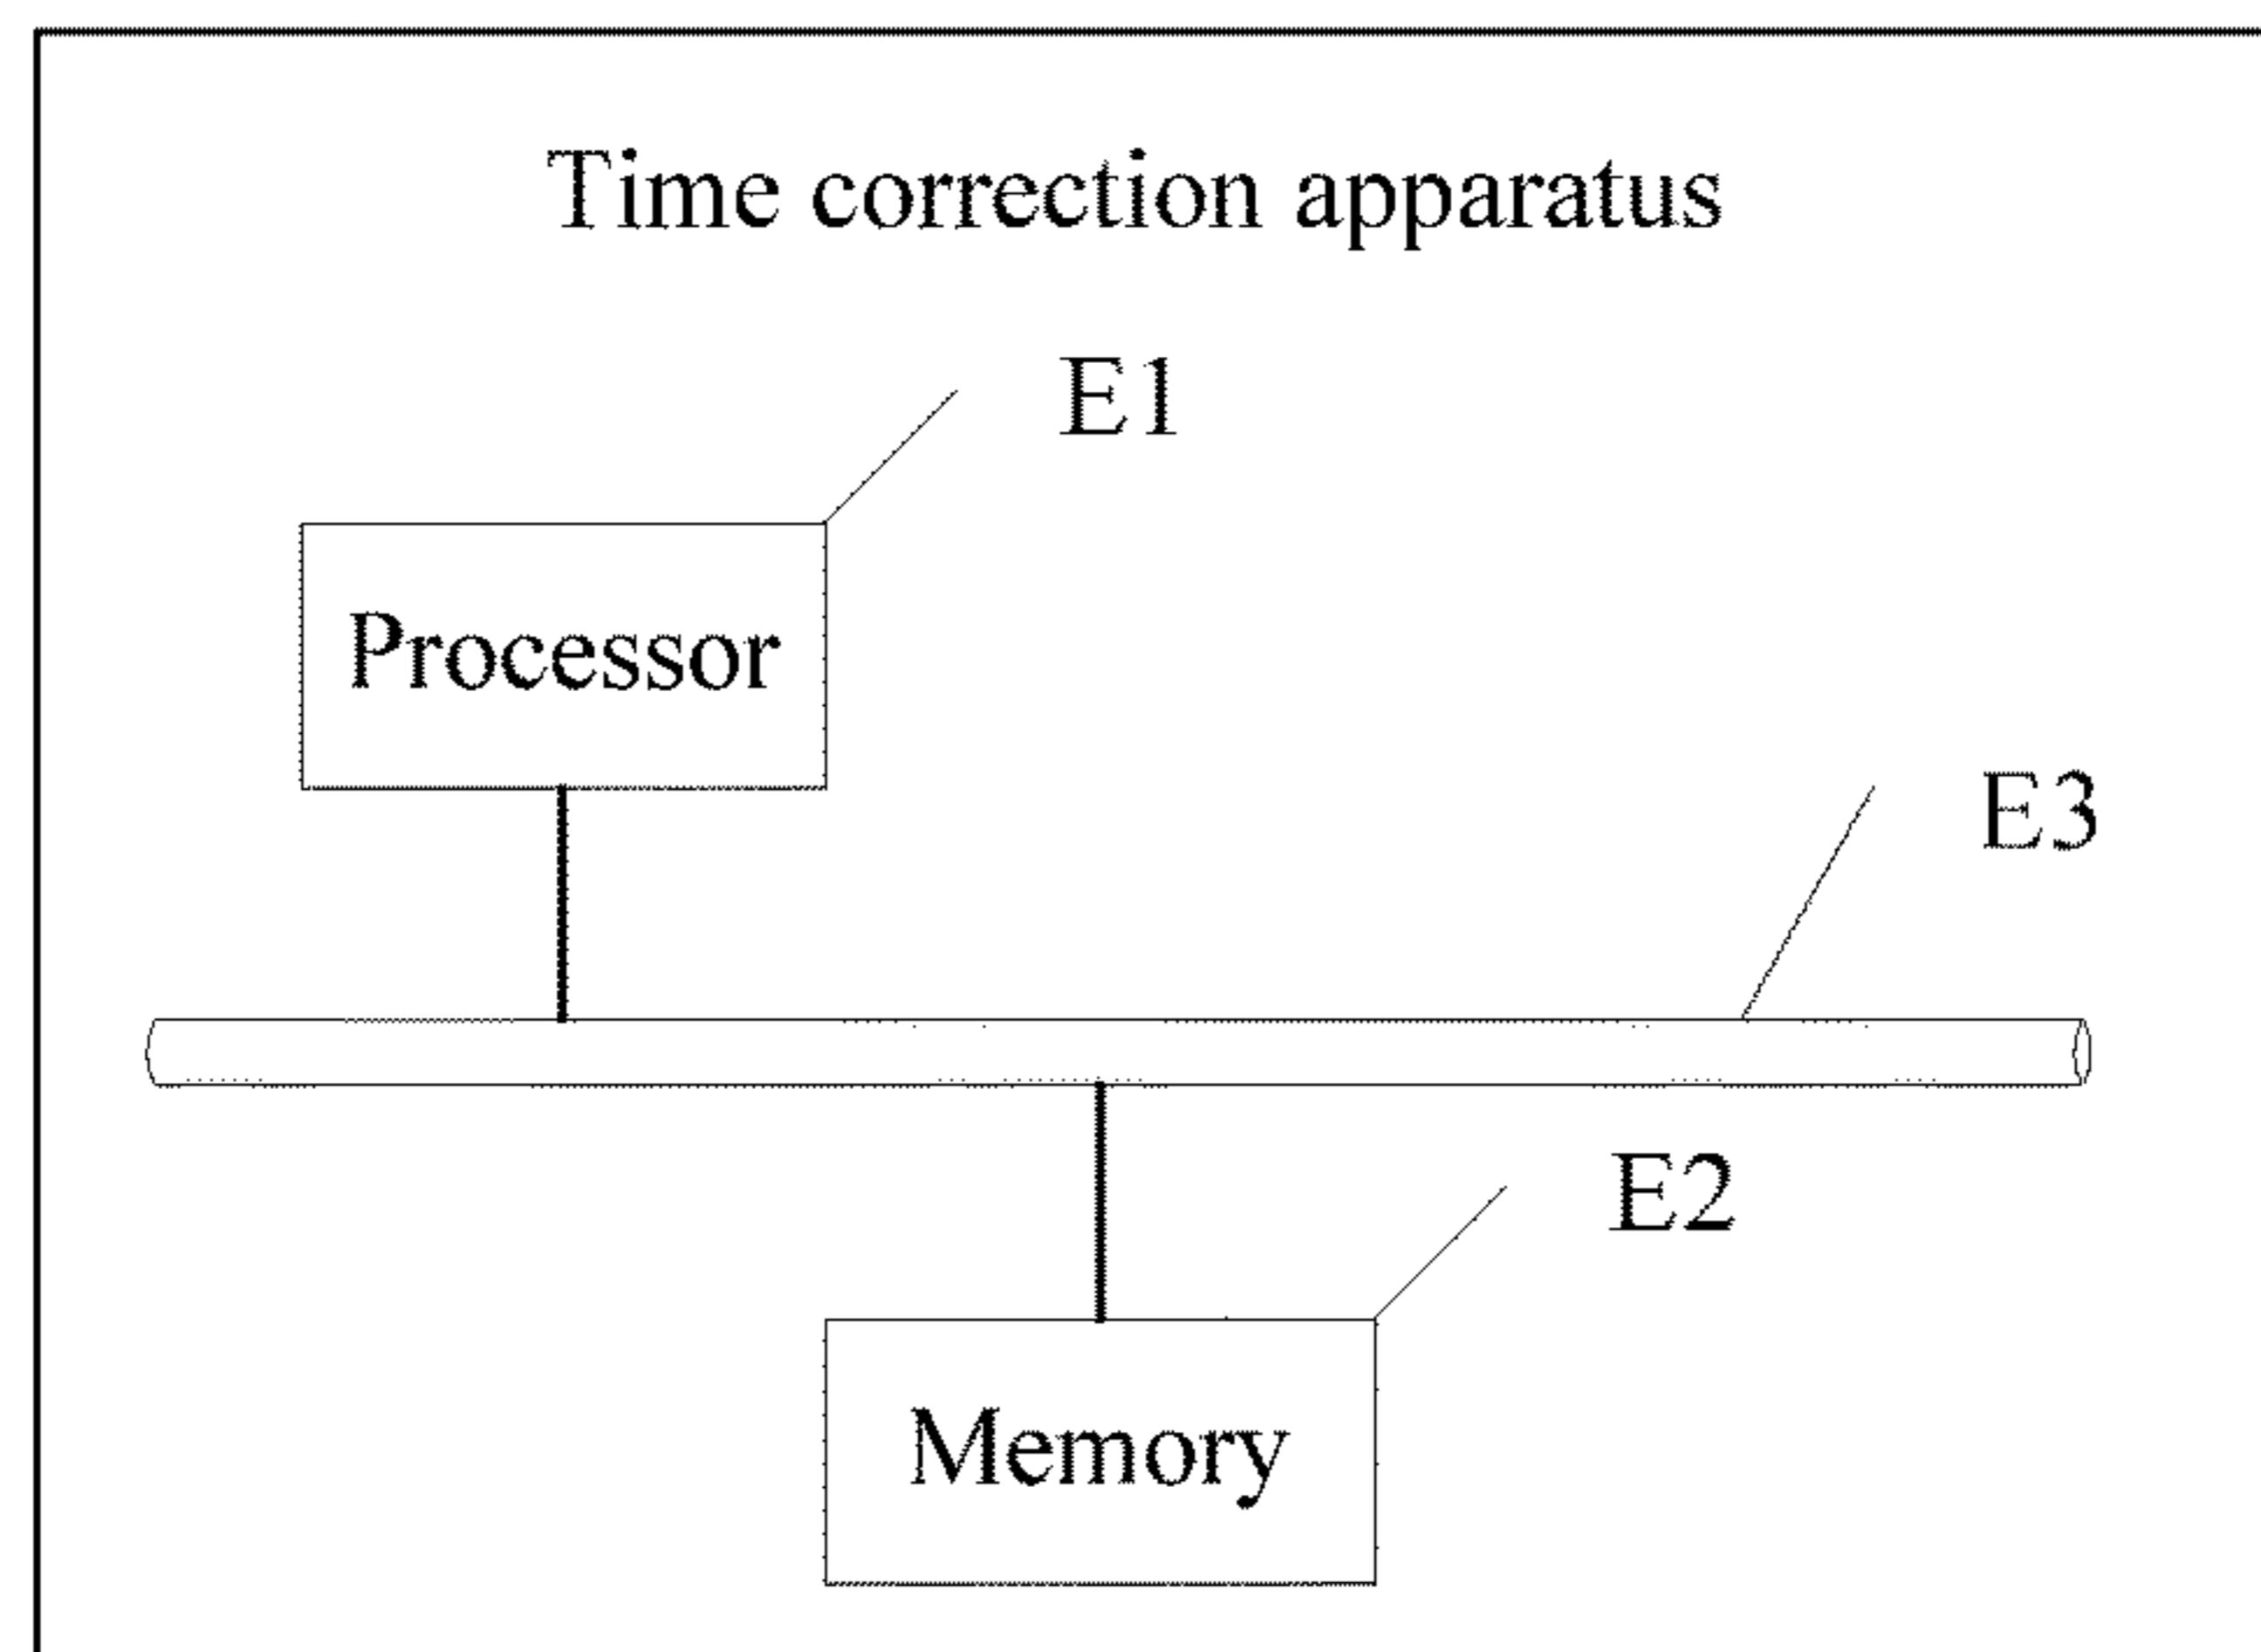 Time correction apparatus
E1
Processor
E3
E2
Memory